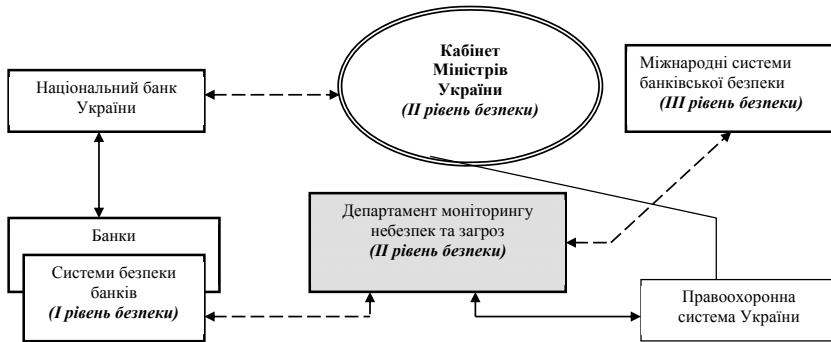 Кабінет
Міністрів
України
(ІІ рівень безпеки)
Національний банк
України
Міжнародні системи
банківської безпеки
(ІІІ рівень безпеки)
Департамент моніторингу
небезпек та загроз
(ІІ рівень безпеки)
Банки
Системи безпеки
банків
(І рівень безпеки)
Правоохоронна
система України